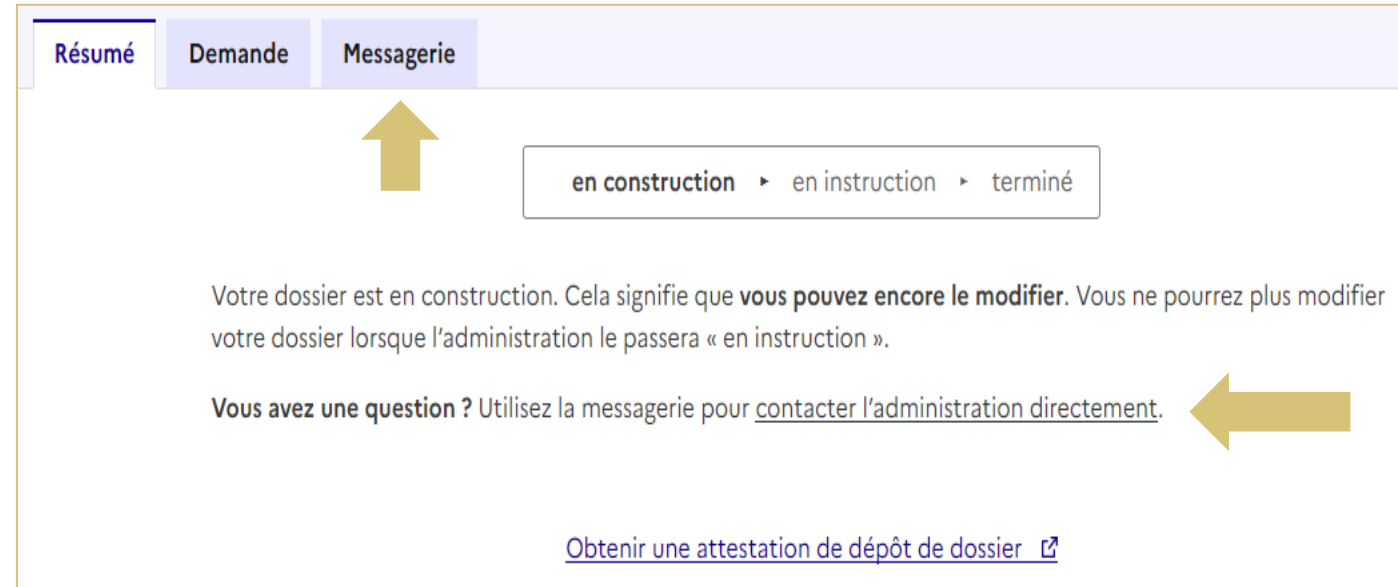 Résumé Demande Messagerie
en construction ▸ en instruction ▸ terminé
Votre dossier est en construction. Cela signifie que vous pouvez encore le modifier. Vous ne pourrez plus modifier
votre dossier lorsque l’administration le passera « en instruction ».
Vous avez une question ? Utilisez la messagerie pour contacter l’administration directement.
Obtenir une attestation de dépôt de dossier